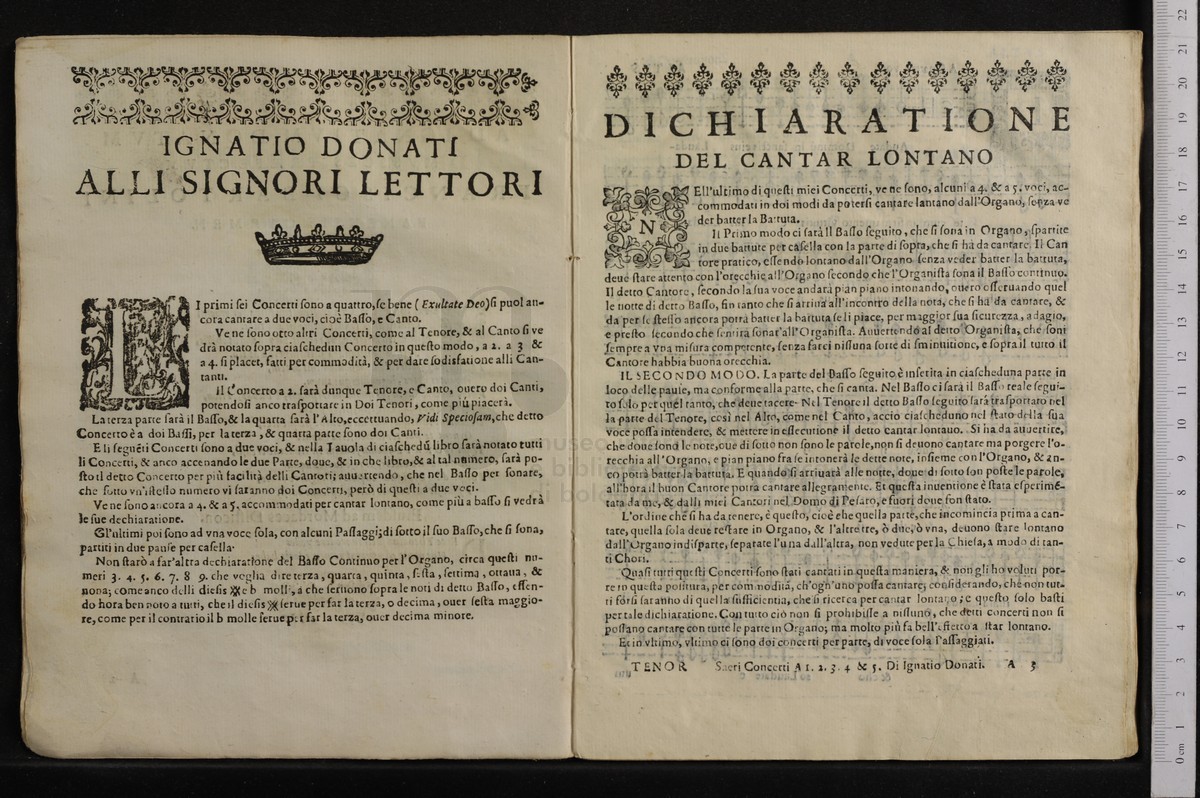 IGNATIO DONATI
ALLI SIGNORI LETTORI
I primi sei Concerti sono a quattro, se bene ( Exultate Deo) si puol an-
cora cantare a due voci, cioè Basso, e Canto.
Ve ne sono otto altri Concerti, come al Tenore, & al Canto si ve
drà notato sopra ciaschedun Concerto in questo modo, a 2. a 3 &
a 4. si placet, fatti per commodità, & per dare sodisfatione alli Can-
tanti.
il Concerto a 2. sarà dunque Tenore, e Canto, ouero doi Canti,
potendosi anco trasportare in Doi Tenori, come più piacerà.
La terza parte sarà il Basso, & la quarta sarà l'Alto, eccettuando, Vidi Speciosam, che detto
Concerto è a doi Bassi, per la terza, & quarta parte sono doi Canti.
E li seguēti Concerti sono a due voci, & nella Tauola di ciaschedū libro sarà notato tutti
li Concerti, & anco accenando le due Parte, doue, & in che libro, & al tal numero, sarà po-
sto il detto Concerto per più facilità delli Cantori; auuertendo, che nel Basso per sonare,
che sotto vn'istesso numero vi saranno doi Concerti, però di questi a due voci.
Ve ne sono ancora a 4. & a 5. accommodati per cantar lontano, come più a basso si vedrà
le sue dechiaratione.
Gl'ultimi poi sono ad vna voce sola, con alcuni Passaggi; di sotto il suo Basso, che si sona,
partiti in due pause per casella.
Non starò a far'altra dechiaratione del Basso Continuo per l'Organo, circa questi nu-
meri 3. 4. 5. 6. 7. 8 9. che voglia dire terza, quarta, quinta, sesta, settima, ottaua, &
nona; come anco delli diesis ※ e b molli, a che seruono sopra le noti di detto Basso, essen-
do hora ben noto a tutti, che il diesis ※ serue per far la terza, o decima, ouer sesta maggio-
re, come per il contrario il b molle serue per far la terza, ouer decima minore.
DICHIARATIONE
DEL CANTAR LONTANO
NEll'ultimo di questi miei Concerti, ve ne sono, alcuni a 4. & a 5. voci, ac-
commodati in doi modi da potersi cantare lantano dall'Organo, senza ve
der batter la Battuta.
Il Primo modo ci sarà Il Basso seguito, che si sona in Organo, spartite
in due battute per casella con la parte di sopra, che si hà da cantare. Il Can
tore pratico, essendo lontano dall'Organo senza veder batter la battuta,
deue stare attento con l'orecchie all'Organo secondo che l'Organista sona il Basso continuo.
Il detto Cantore, secondo la sua voce andarà pian piano intonando, ouero osseruando quel
le notte di detto Basso, fin tanto che si arriua all'incontro della nota, che si hà da cantare, &
da per se stesso ancora potrà batter la battuta se li piace, per maggior sua sicurezza, adagio,
e presto secondo che sentirà sonar'all'Organista. Auuertendo al detto Organista, che soni
sempre a vna misura competente, senza farci nissuna sorte di sminuitione, e sopra il tutto il
Cantore habbia buona orecchia.
IL SECONDO MODO. La parte del Basso seguito è inserita in ciascheduna parte in
loco delle pause, ma conforme alla parte, che si canta. Nel Basso ci sarà il Basso reale segui-
to solo per quel tanto, che deue tacere. Nel Tenore il detto Basso seguito sarà trasportato nel
la parte del Tenore, così nel Alto, come nel Canto, acciò ciascheduno nel stato della sua
voce possa intendere, & mettere in essecutione il detto cantar lontano. Si ha da auuertire,
che doue sono le note, oue di sotto non sono le parole, non si deuono cantare ma porgere l'o-
recchia all'Organo, e pian piano fra se intonerà le dette note, insieme con l'Organo, & an-
co potrà batter la battuta. E quando si arriuarà alle notte, doue di sotto son poste le parole,
all'hora il buon Cantore potrà cantare allegramente. Et questa inuentione è stata esperimē-
tata da me, & dalli miei Cantori nel Domo di Pesaro, e fuori doue son stato.
L'ordine che si ha da tenere, è questo, cioè che quella parte, che incomincia prima a can-
tare, quella sola deue restare in Organo, & l'altre tre, ò due, ò vna, deuono stare lontano
dall'Organo indisparte, separate l'una dall'altra, non vedute per la Chiesa, a modo di tan-
ti Chori.
Quasi tutti questi Concerti sono stati cantati in questa maniera, & non gli ho voluti por-
re in questa positura, per commodità, ch'ogn'uno possa cantare, considerando, che non tut-
ti forsi saranno di quella sufficientia, che si ricerca per cantar lontano; e questo solo basti
per tale dichiaratione. Con tutto ciò non si prohibisse a nissuno, che detti concerti non si
possano cantare con tutte le parte in Organo; ma molto più fa bell'effetto a star lontano.
Et in vltimo, vltimo ci sono doi concerti per parte, di voce sola Passaggiati.
TENOR Sacri Concerti A 1. 2. 3. 4 & 5. Di Ignatio Donati. A 3